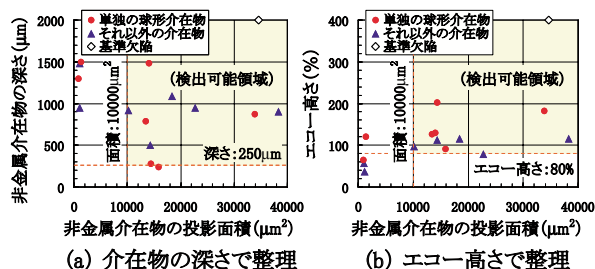 単独の球形介在物
それ以外の介在物
基準欠陥
(検出可能領域)
面積:10000μm²
深さ:250μm
非金属介在物の深さ(μm)
2000
1500
1000
500
0
0 10000 20000 30000 40000
非金属介在物の投影面積(μm²)
(a) 介在物の深さで整理
単独の球形介在物
それ以外の介在物
基準欠陥
(検出可能領域)
面積:10000μm²
エコー高さ:80%
エコー高さ(%)
400
300
200
100
0
0 10000 20000 30000 40000
非金属介在物の投影面積(μm²)
(b) エコー高さで整理